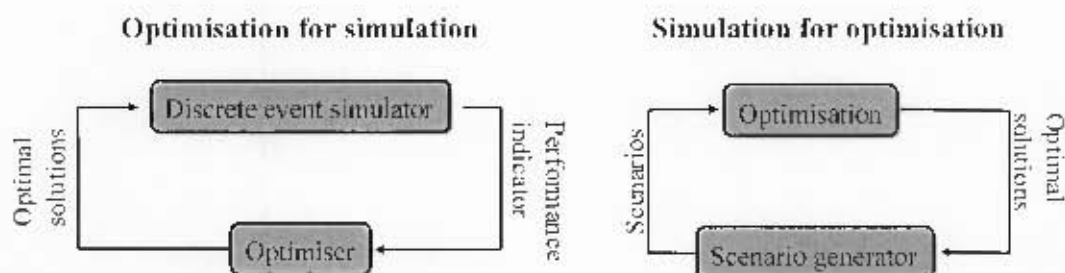 Optimisation for simulation
Discrete event simulator
Optimal
solutions
Performance
indicator
Optimiser
Simulation for optimisation
Optimisation
Scenarios
Optimal
solutions
Scenario generator